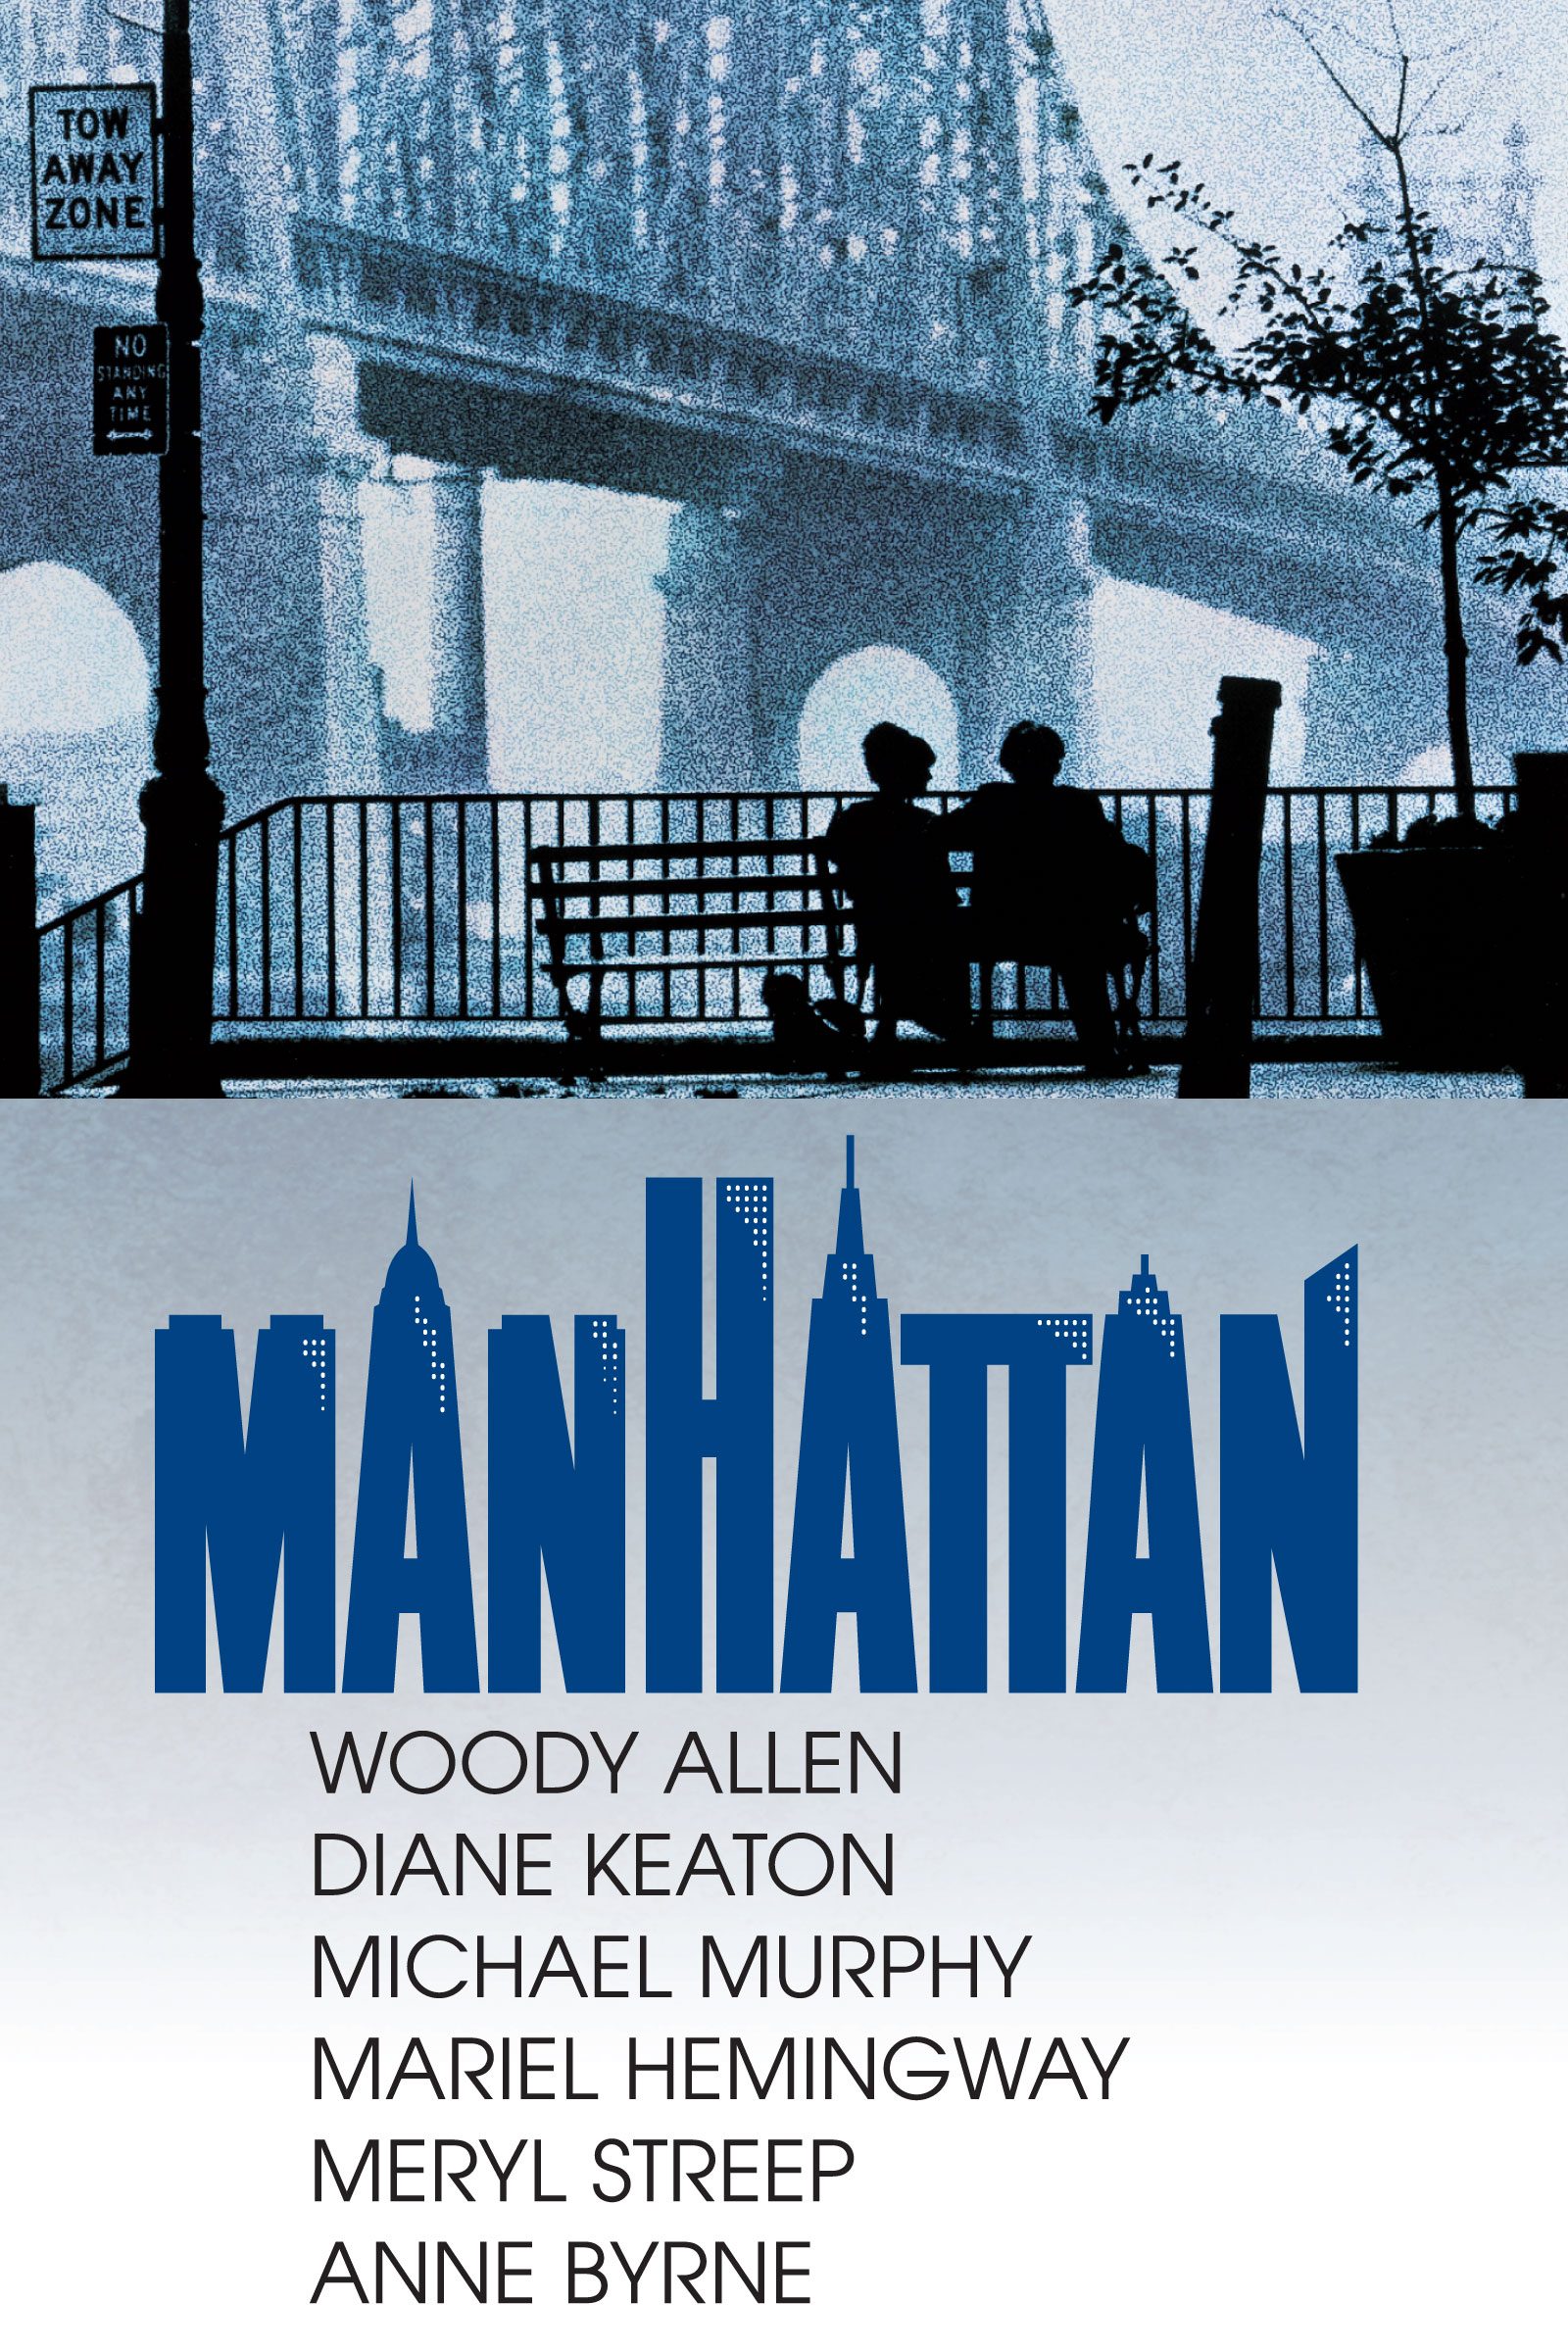 TOW
AWAY
ZONE
NO
STANDING
ANY
TIME
MANHATTAN
WOODY ALLEN
DIANE KEATON
MICHAEL MURPHY
MARIEL HEMINGWAY
MERYL STREEP
ANNE BYRNE